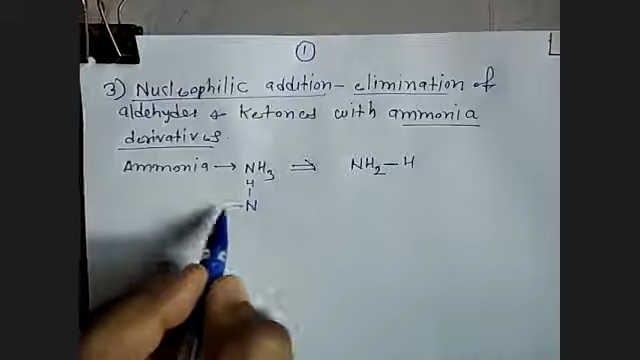 ①
3) Nucleophilic addition - elimination of
aldehydes & Ketones with ammonia
derivatives.
Ammonia → NH₃ ⇒ NH₂ — H
H
|
— N